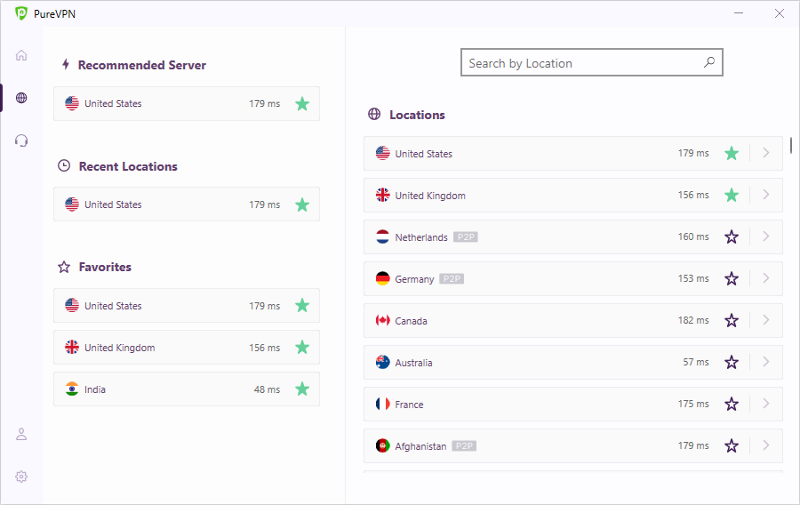 PureVPN
Recommended Server
United States 179 ms
Recent Locations
United States 179 ms
Favorites
United States 179 ms
United Kingdom 156 ms
India 48 ms
Search by Location
Locations
United States 179 ms
United Kingdom 156 ms
Netherlands P2P 160 ms
Germany P2P 153 ms
Canada 182 ms
Australia 57 ms
France 175 ms
Afghanistan P2P 179 ms